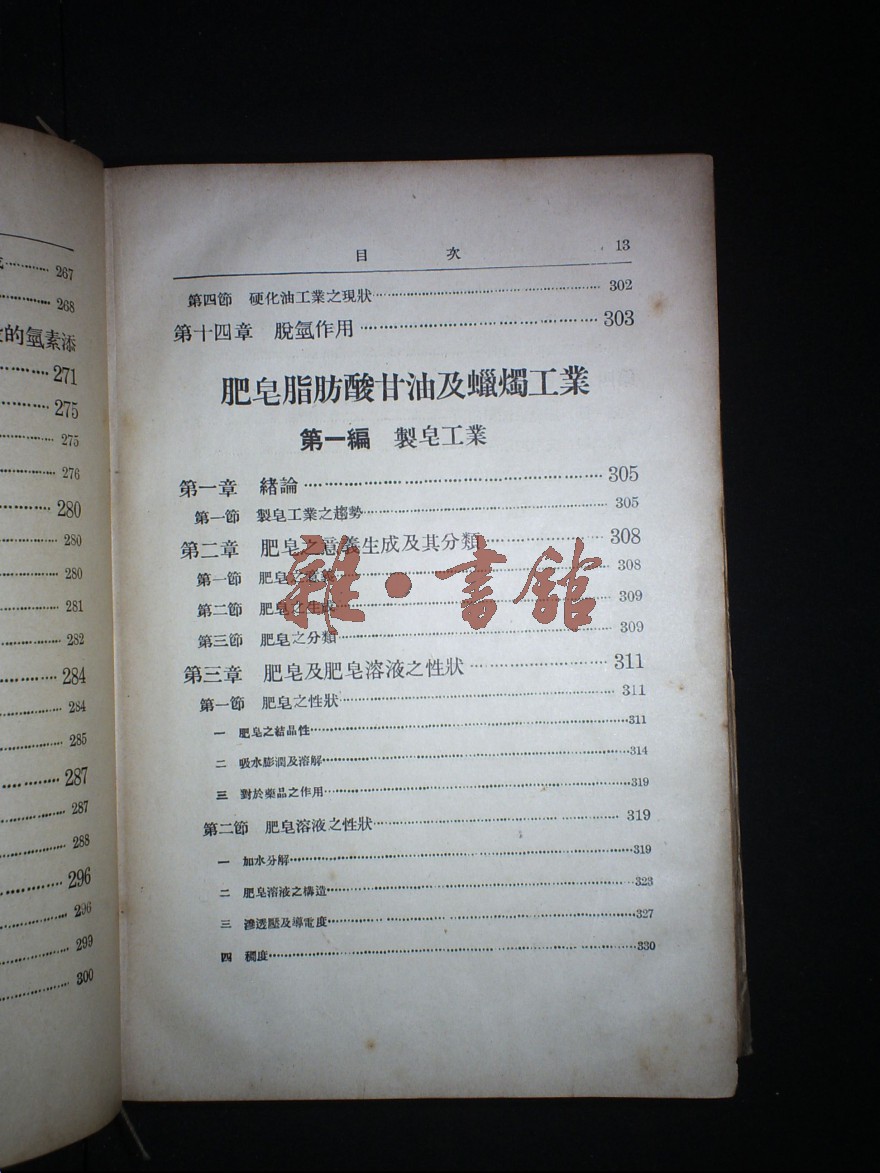 267
268
的氫素添
271
275
275
276
280
280
280
281
282
284
284
285
287
287
288
296
296
299
300
目 次 13
第四節 硬化油工業之現狀 302
第十四章 脫氫作用 303
肥皂脂肪酸甘油及蠟燭工業
第一編 製皂工業
第一章 緒論 305
第一節 製皂工業之趨勢 305
第二章 肥皂之意義生成及其分類 308
第一節 肥皂之意義 308
第二節 肥皂之生成 309
第三節 肥皂之分類 309
第三章 肥皂及肥皂溶液之性狀 311
第一節 肥皂之性狀 311
一 肥皂之結晶性 311
二 吸水膨潤及溶解 314
三 對於藥品之作用 319
第二節 肥皂溶液之性狀 319
一 加水分解 319
二 肥皂溶液之構造 323
三 滲透壓及導電度 327
四 稠度 330
雜·書館